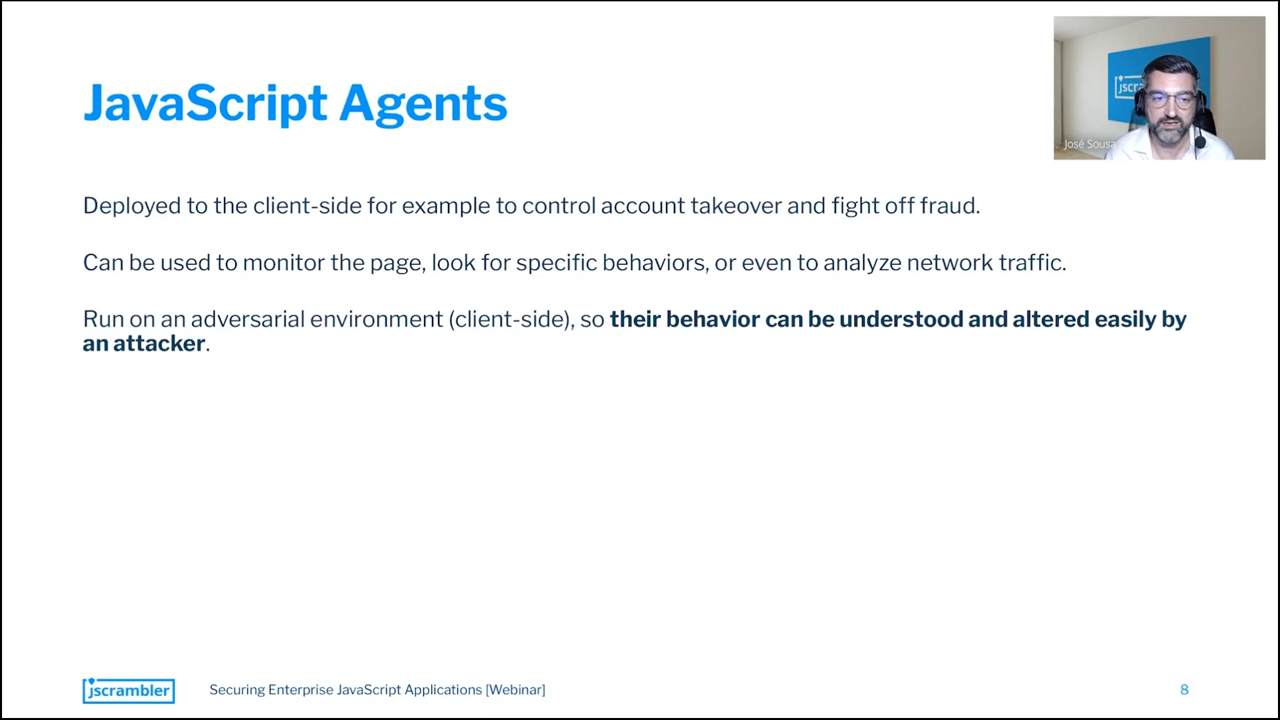 JavaScript Agents
jscra
José Sousa
Deployed to the client-side for example to control account takeover and fight off fraud.
Can be used to monitor the page, look for specific behaviors, or even to analyze network traffic.
Run on an adversarial environment (client-side), so their behavior can be understood and altered easily by
an attacker.
jscrambler
Securing Enterprise JavaScript Applications [Webinar]
8